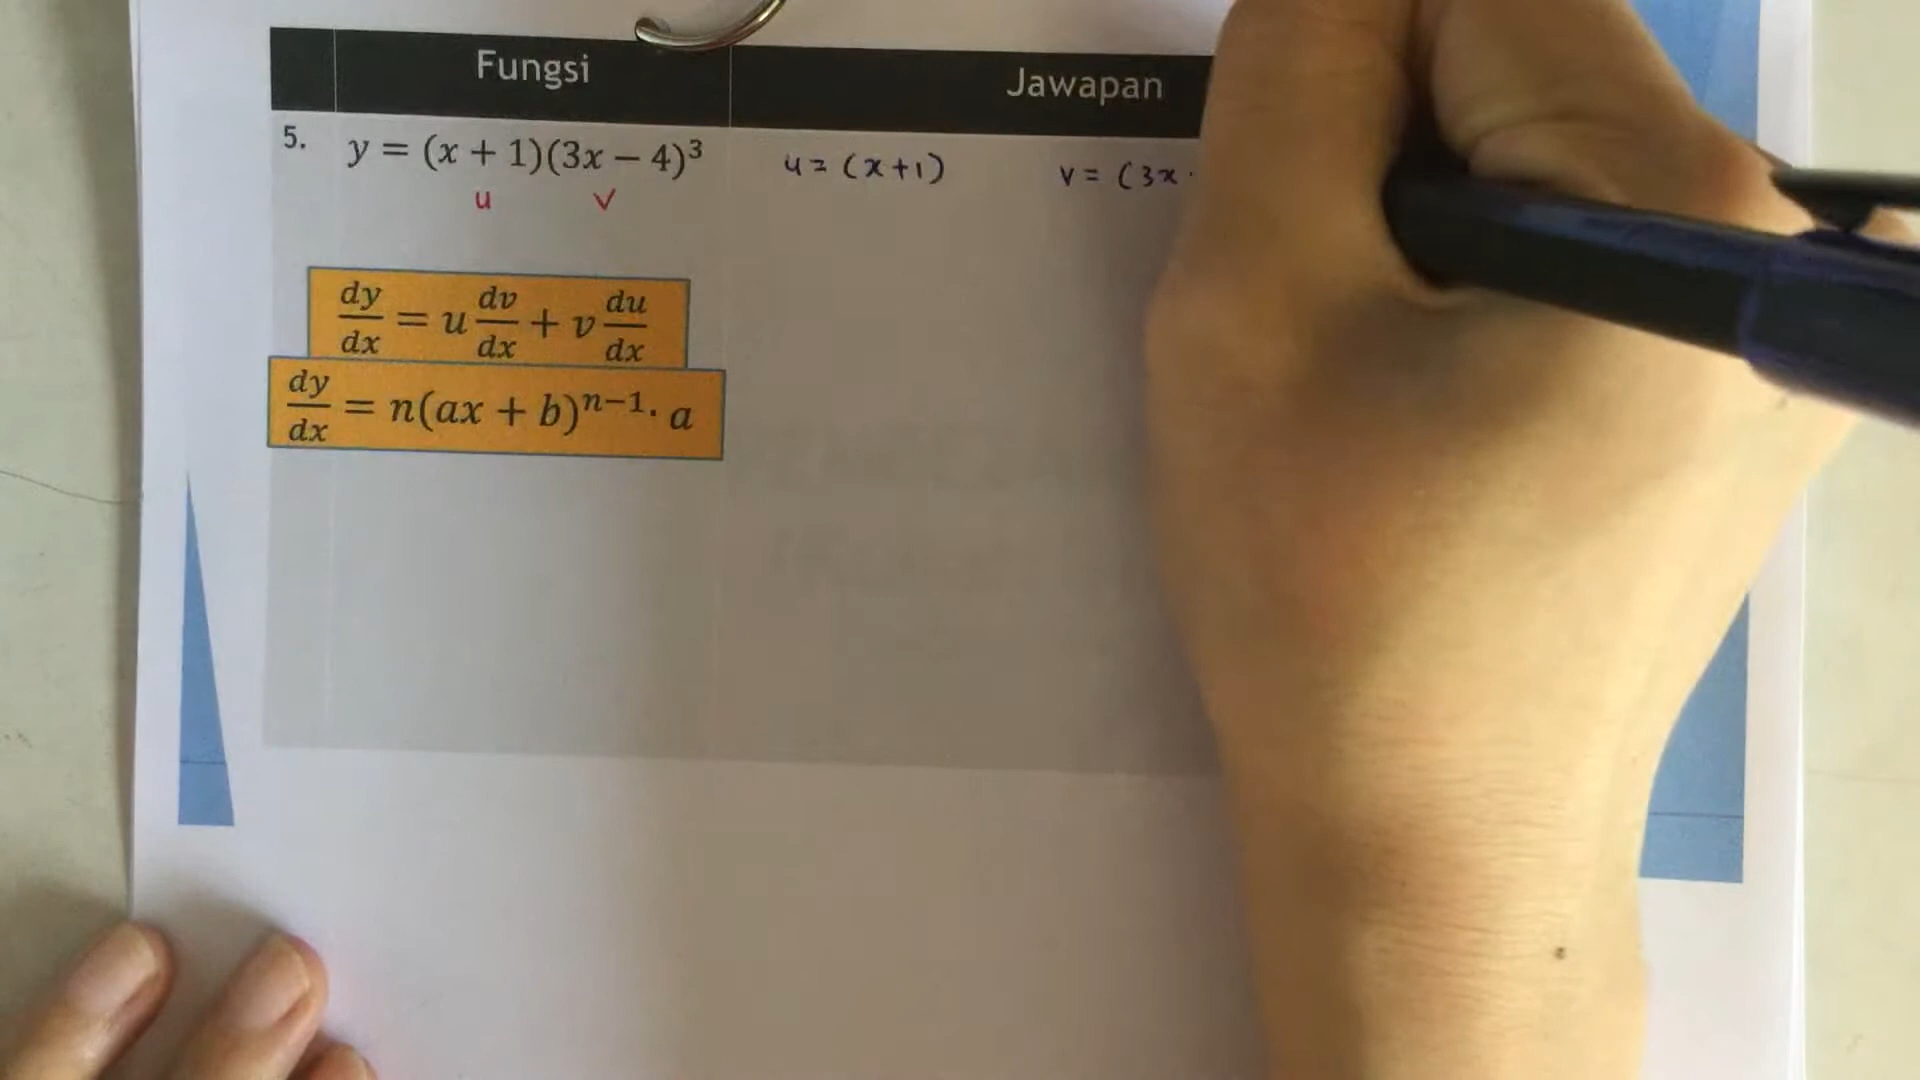 Fungsi Jawapan
5. y = (x + 1)(3x − 4)³ u = (x+1) v = (3x -
u v
dy/dx = u dv/dx + v du/dx
dy/dx = n(ax + b)ⁿ⁻¹. a